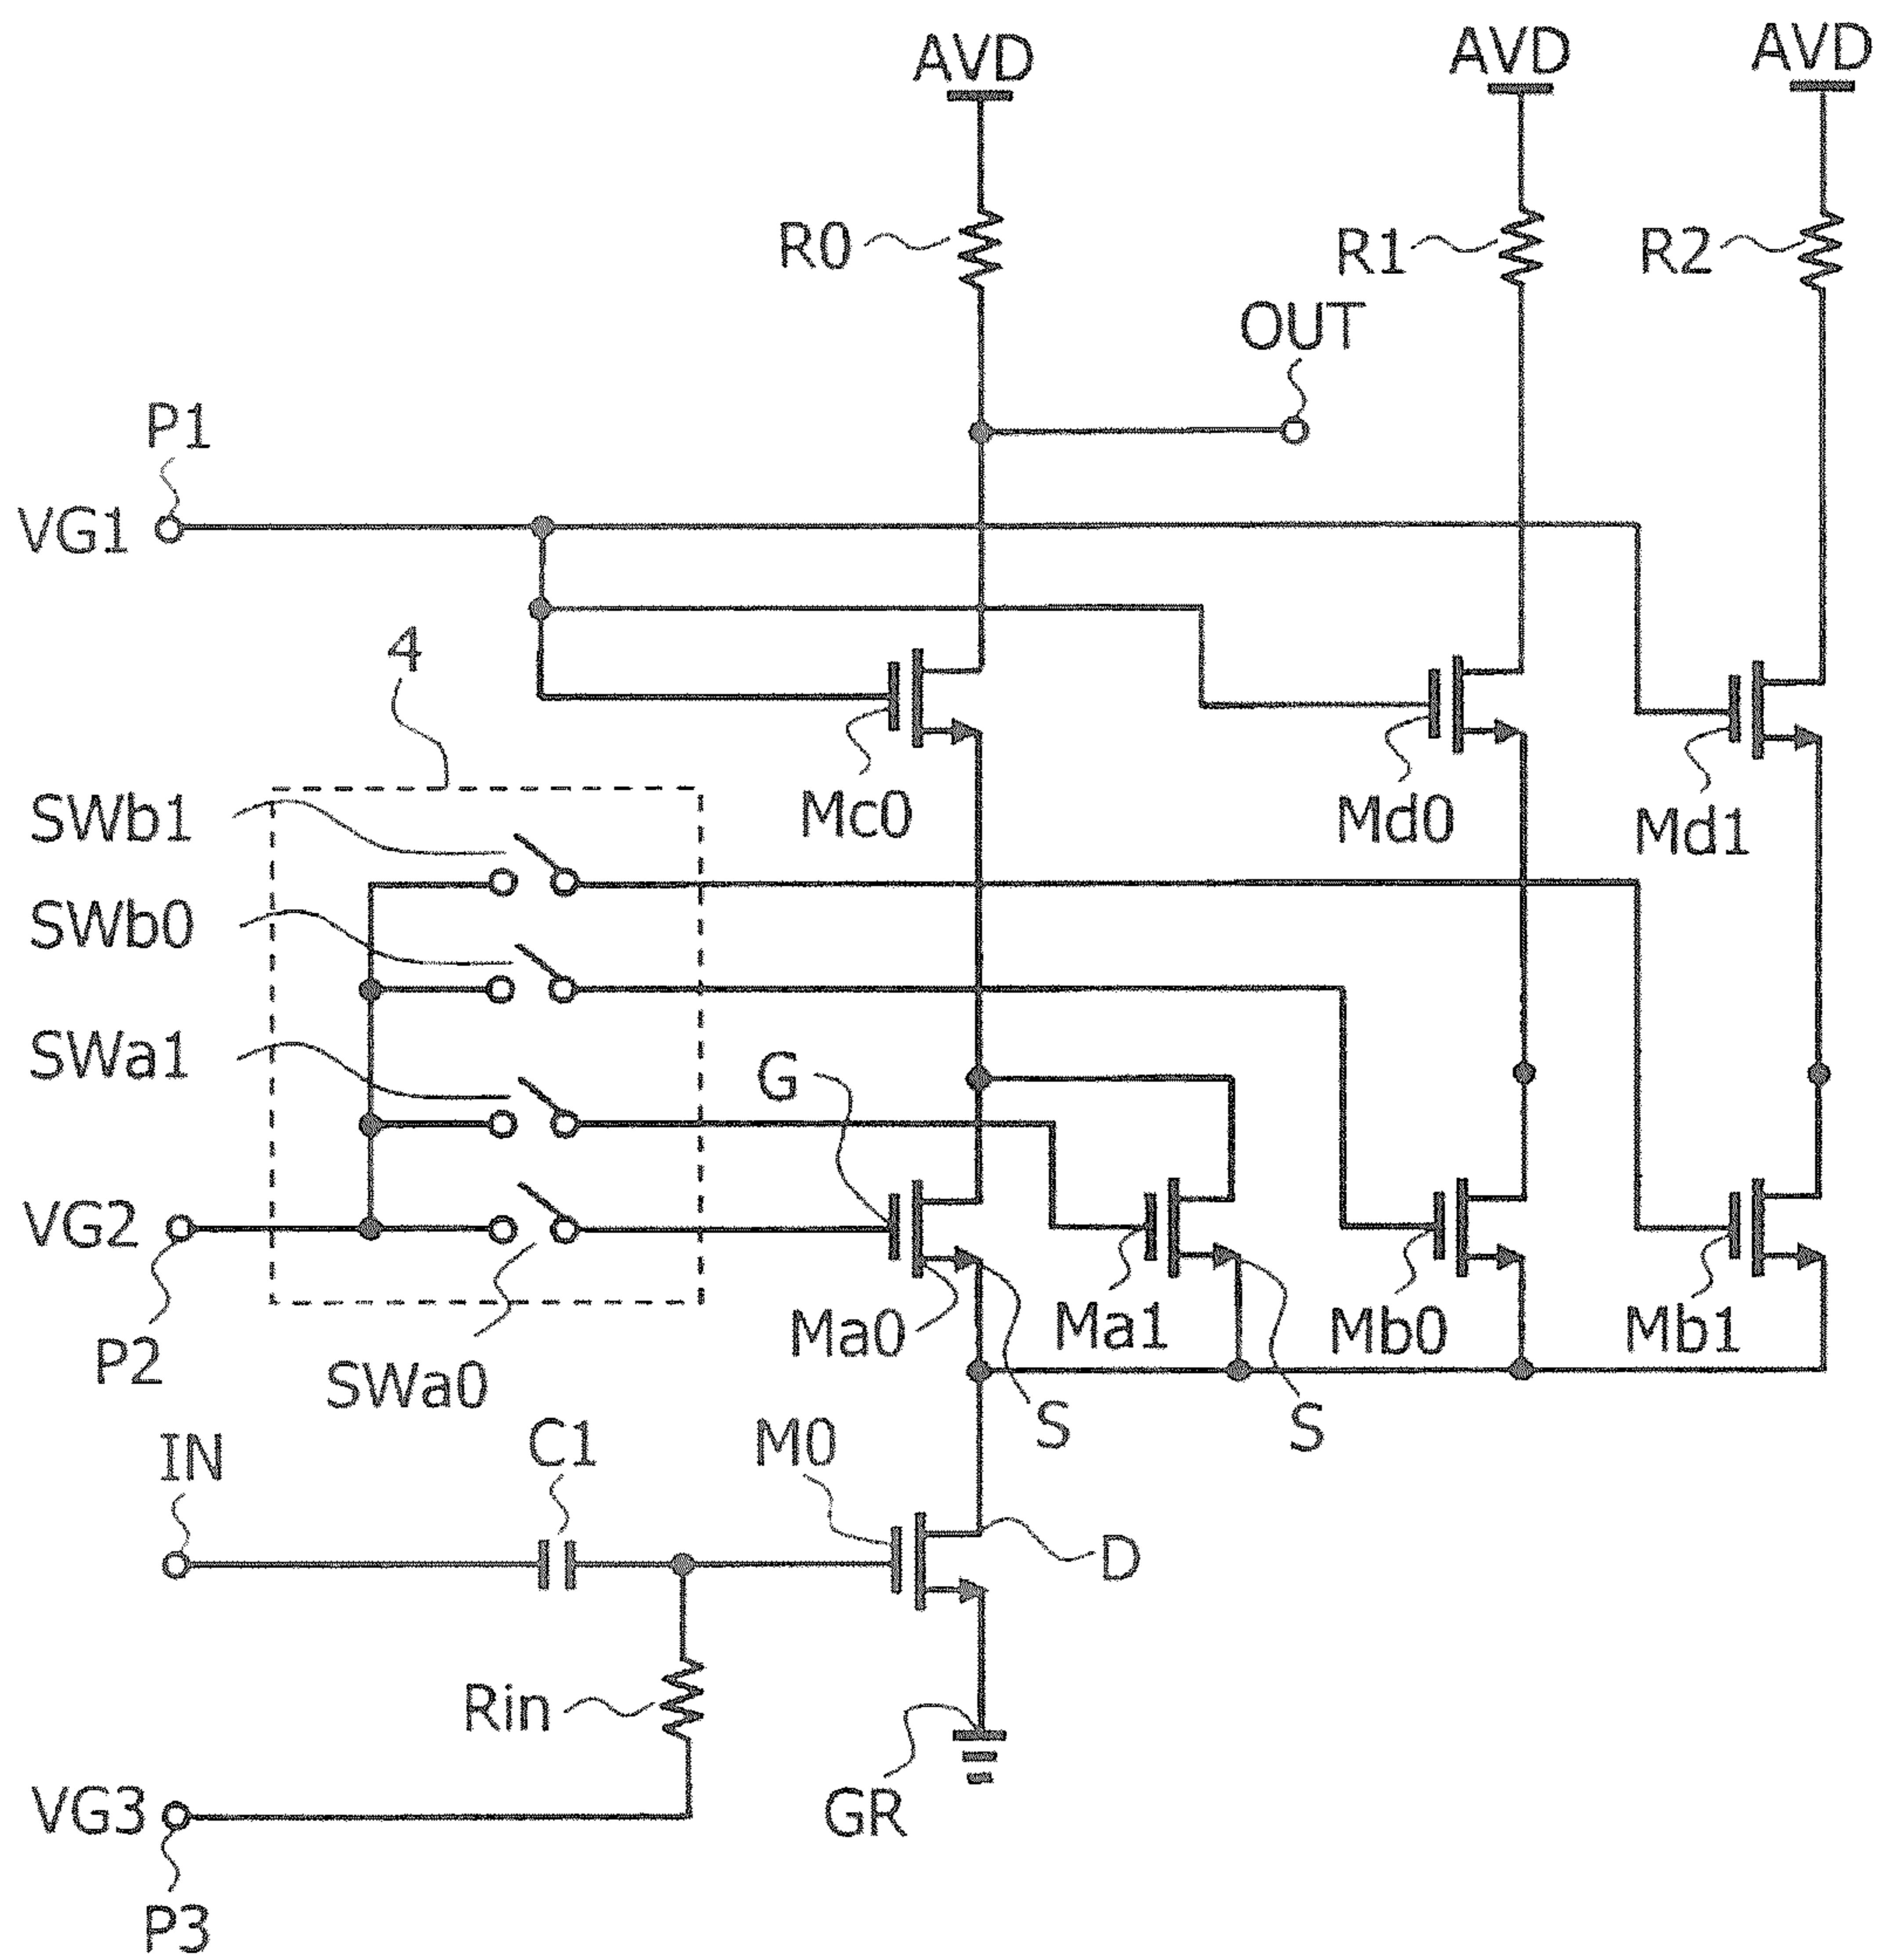 AVD AVD AVD
R0 R1 R2
OUT
P1
VG1
4
Mc0 Md0 Md1
SWb1
SWb0
SWa1
G
VG2
P2
SWa0
Ma0 Ma1 Mb0 Mb1
S S
IN C1 M0
D
Rin
GR
VG3
P3